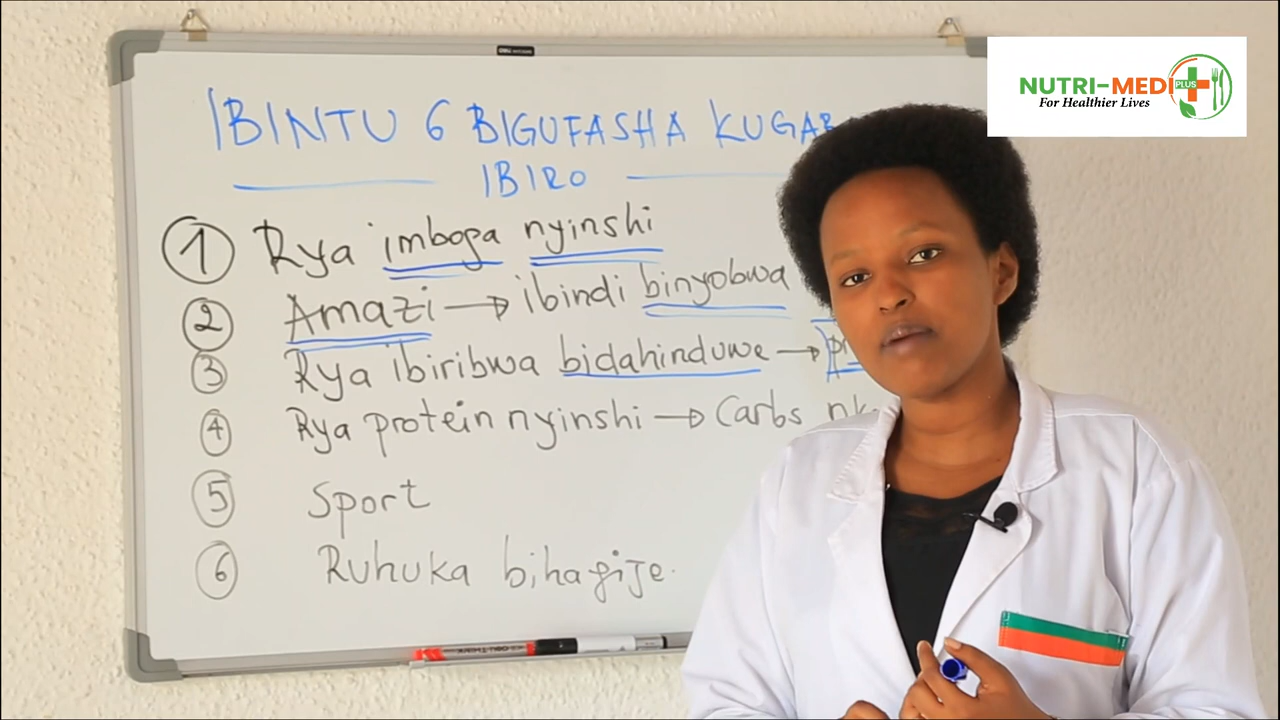 NUTRI-MEDI PLUS
For Healthier Lives
IBINTU 6 BIGUFASHA KUGAB
IBIRO
1 Rya imboga nyinshi
2 Amazi → ibindi binyobwa
3 Rya ibiribwa bidahinduwe →
4 Rya protein nyinshi → Carbs nk
5 Sport
6 Ruhuka bihagije.